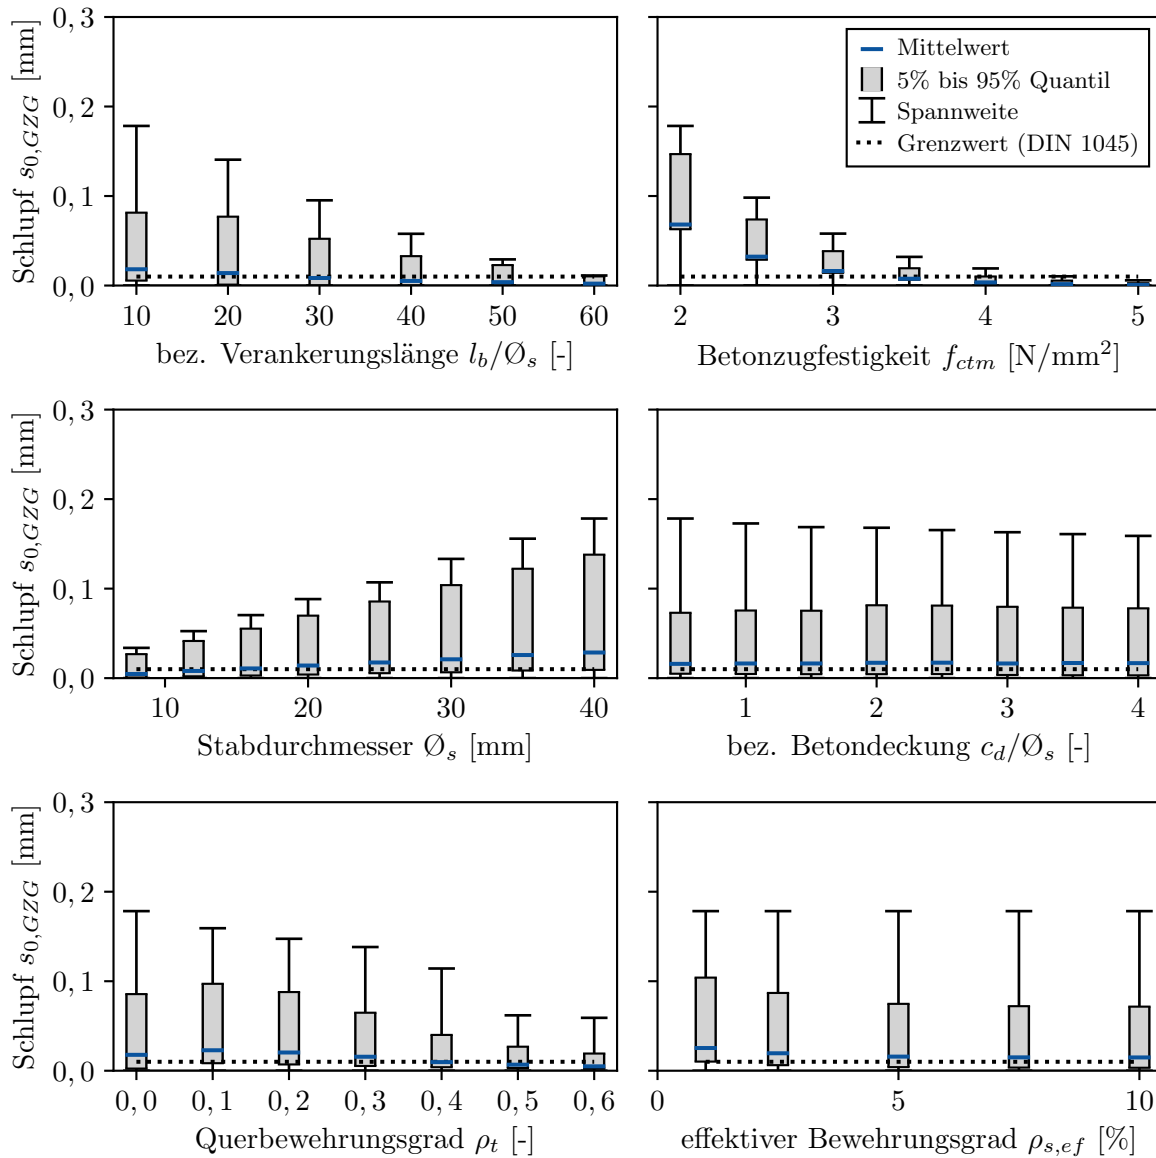 0,3
0,2
0,1
0,0
Schlupf s0,GZG [mm]
10 20 30 40 50 60
bez. Verankerungslänge lb/Øs [-]
Mittelwert
5% bis 95% Quantil
Spannweite
Grenzwert (DIN 1045)
2 3 4 5
Betonzugfestigkeit fctm [N/mm²]
0,3
0,2
0,1
0,0
Schlupf s0,GZG [mm]
10 20 30 40
Stabdurchmesser Øs [mm]
1 2 3 4
bez. Betondeckung cd/Øs [-]
0,3
0,2
0,1
0,0
Schlupf s0,GZG [mm]
0,0 0,1 0,2 0,3 0,4 0,5 0,6
Querbewehrungsgrad ρt [-]
0 5 10
effektiver Bewehrungsgrad ρs,ef [%]